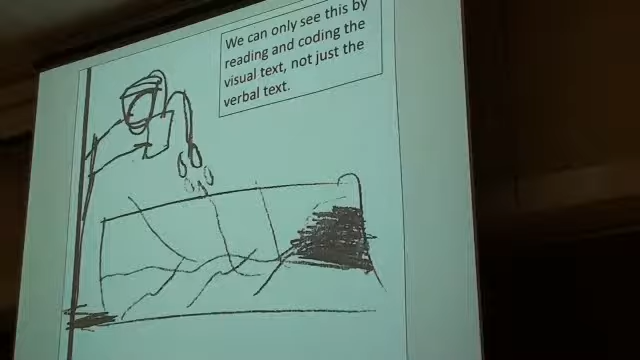 We can only see this by
reading and coding the
visual text, not just the
verbal text.